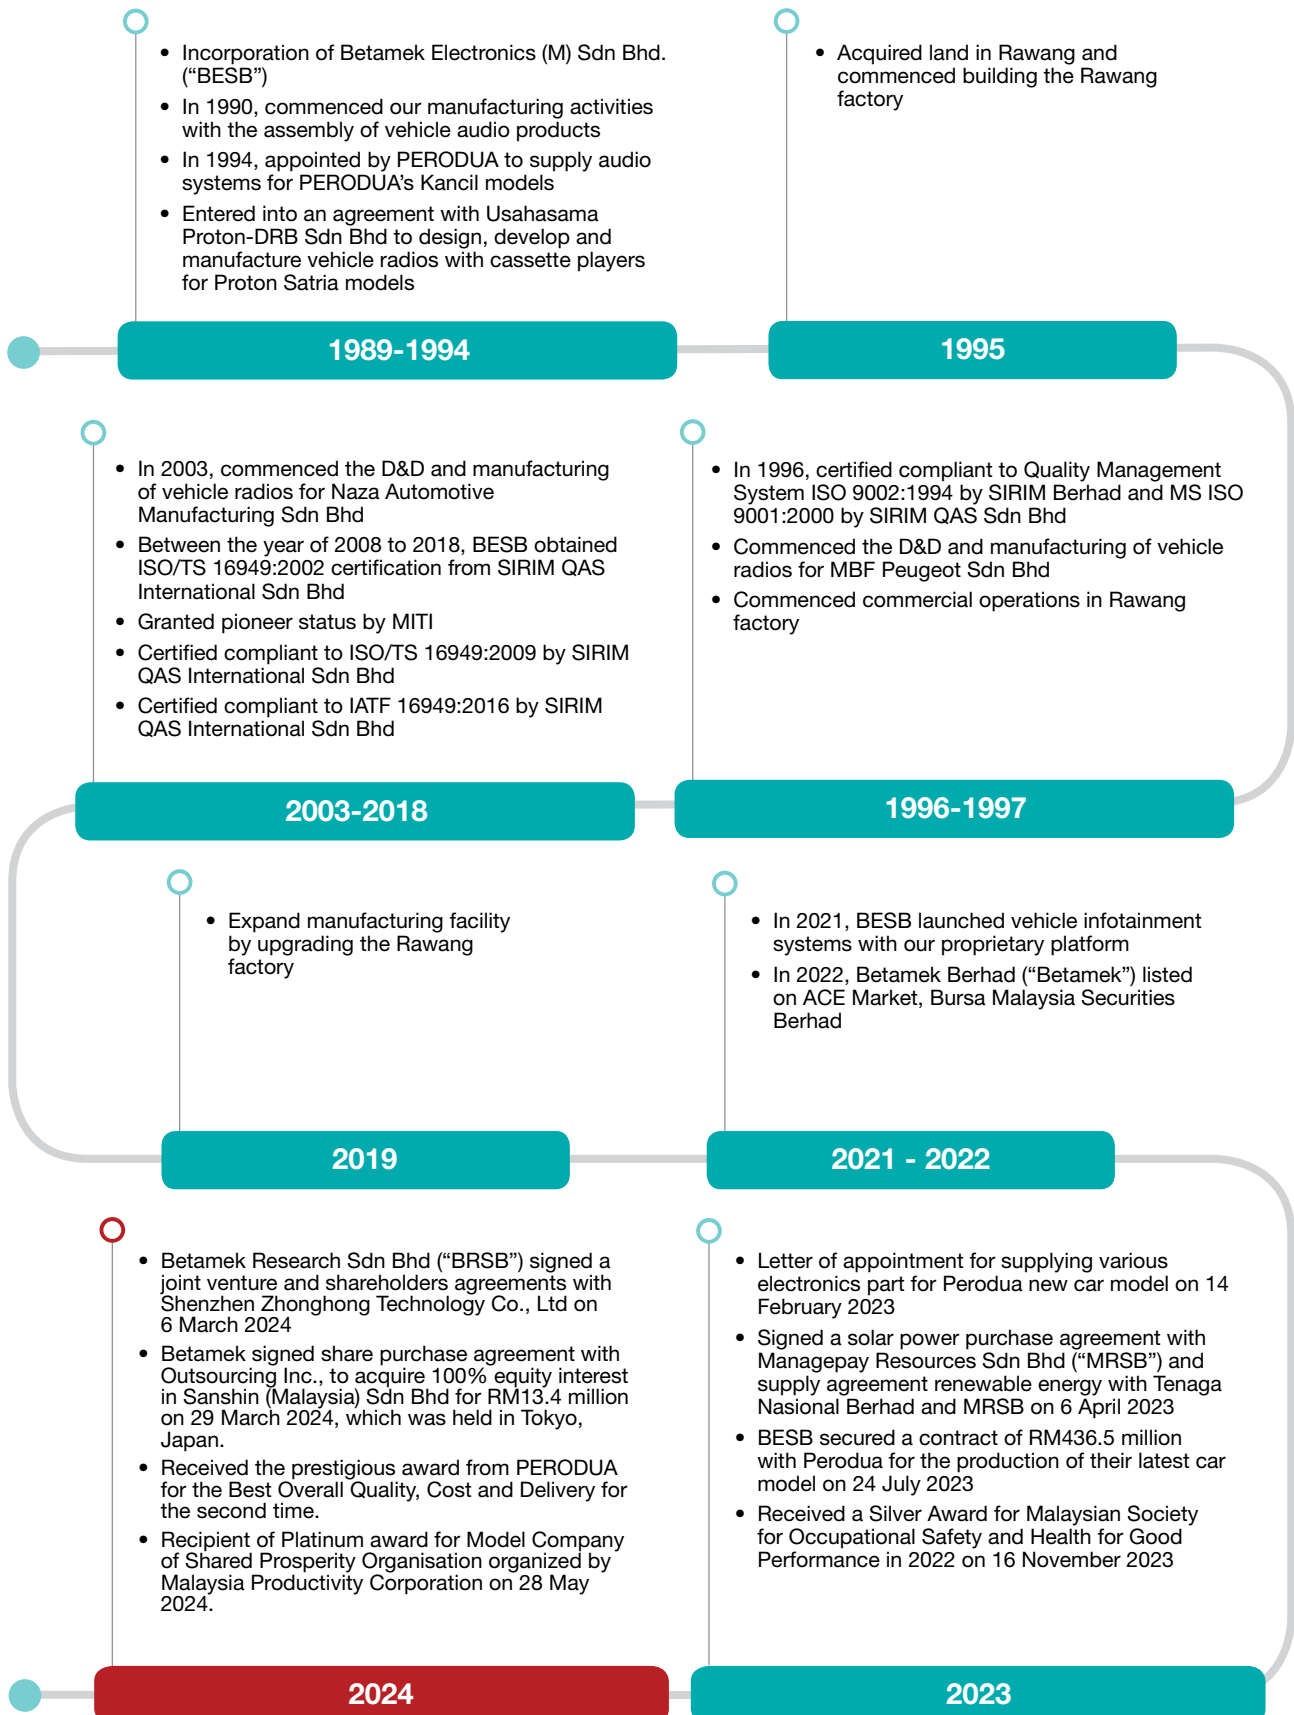 • Incorporation of Betamek Electronics (M) Sdn Bhd.
(“BESB”)
• In 1990, commenced our manufacturing activities
with the assembly of vehicle audio products
• In 1994, appointed by PERODUA to supply audio
systems for PERODUA’s Kancil models
• Entered into an agreement with Usahasama
Proton-DRB Sdn Bhd to design, develop and
manufacture vehicle radios with cassette players
for Proton Satria models
1989-1994
• Acquired land in Rawang and
commenced building the Rawang
factory
1995
• In 1996, certified compliant to Quality Management
System ISO 9002:1994 by SIRIM Berhad and MS ISO
9001:2000 by SIRIM QAS Sdn Bhd
• Commenced the D&D and manufacturing of vehicle
radios for MBF Peugeot Sdn Bhd
• Commenced commercial operations in Rawang
factory
1996-1997
• In 2003, commenced the D&D and manufacturing
of vehicle radios for Naza Automotive
Manufacturing Sdn Bhd
• Between the year of 2008 to 2018, BESB obtained
ISO/TS 16949:2002 certification from SIRIM QAS
International Sdn Bhd
• Granted pioneer status by MITI
• Certified compliant to ISO/TS 16949:2009 by SIRIM
QAS International Sdn Bhd
• Certified compliant to IATF 16949:2016 by SIRIM
QAS International Sdn Bhd
2003-2018
• Expand manufacturing facility
by upgrading the Rawang
factory
2019
• In 2021, BESB launched vehicle infotainment
systems with our proprietary platform
• In 2022, Betamek Berhad (“Betamek”) listed
on ACE Market, Bursa Malaysia Securities
Berhad
2021 - 2022
• Letter of appointment for supplying various
electronics part for Perodua new car model on 14
February 2023
• Signed a solar power purchase agreement with
Managepay Resources Sdn Bhd (“MRSB”) and
supply agreement renewable energy with Tenaga
Nasional Berhad and MRSB on 6 April 2023
• BESB secured a contract of RM436.5 million
with Perodua for the production of their latest car
model on 24 July 2023
• Received a Silver Award for Malaysian Society
for Occupational Safety and Health for Good
Performance in 2022 on 16 November 2023
2023
• Betamek Research Sdn Bhd (“BRSB”) signed a
joint venture and shareholders agreements with
Shenzhen Zhonghong Technology Co., Ltd on
6 March 2024
• Betamek signed share purchase agreement with
Outsourcing Inc., to acquire 100% equity interest
in Sanshin (Malaysia) Sdn Bhd for RM13.4 million
on 29 March 2024, which was held in Tokyo,
Japan.
• Received the prestigious award from PERODUA
for the Best Overall Quality, Cost and Delivery for
the second time.
• Recipient of Platinum award for Model Company
of Shared Prosperity Organisation organized by
Malaysia Productivity Corporation on 28 May
2024.
2024